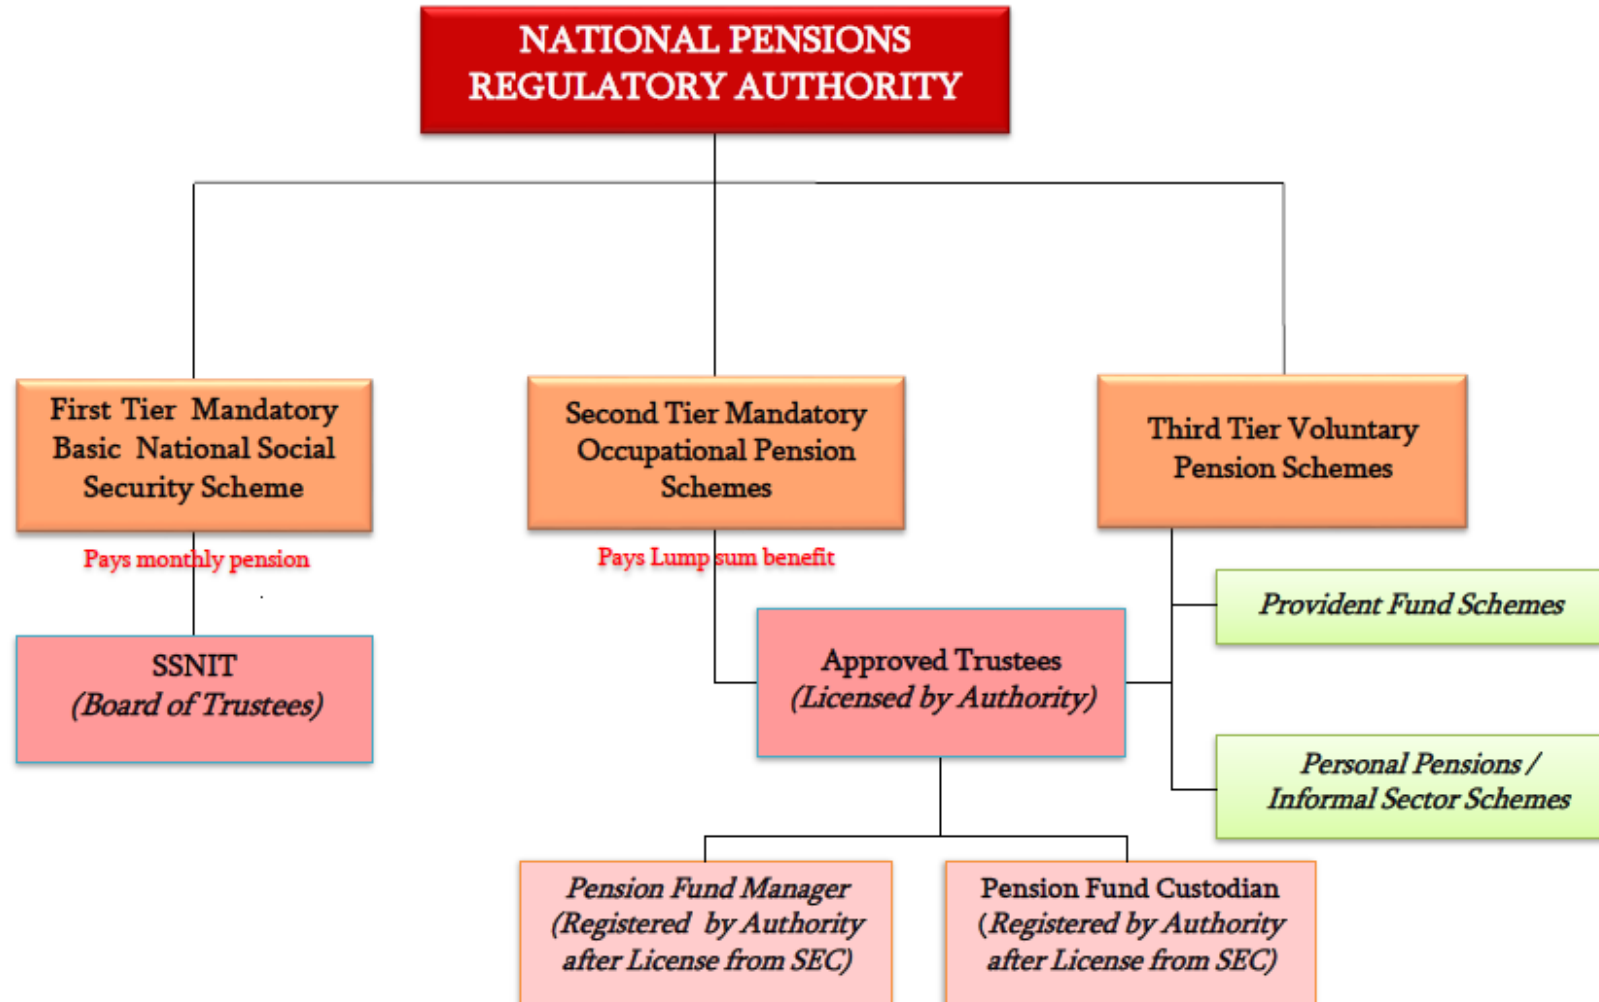 NATIONAL PENSIONS
REGULATORY AUTHORITY
First Tier Mandatory
Basic National Social
Security Scheme
Second Tier Mandatory
Occupational Pension
Schemes
Third Tier Voluntary
Pension Schemes
Pays monthly pension
Pays Lump sum benefit
SSNIT
(Board of Trustees)
Approved Trustees
(Licensed by Authority)
Provident Fund Schemes
Personal Pensions /
Informal Sector Schemes
Pension Fund Manager
(Registered by Authority
after License from SEC)
Pension Fund Custodian
(Registered by Authority
after License from SEC)